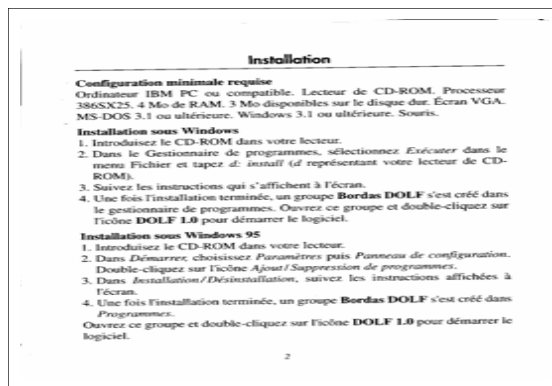 Installation
Configuration minimale requise
Ordinateur IBM PC ou compatible. Lecteur de CD-ROM. Processeur
386SX25. 4 Mo de RAM. 3 Mo disponibles sur le disque dur. Écran VGA.
MS-DOS 3.1 ou ultérieure. Windows 3.1 ou ultérieure. Souris.
Installation sous Windows
1. Introduisez le CD-ROM dans votre lecteur.
2. Dans le Gestionnaire de programmes, sélectionnez Exécuter dans le
menu Fichier et tapez d: install (d représentant votre lecteur de CD-
ROM).
3. Suivez les instructions qui s'affichent à l'écran.
4. Une fois l'installation terminée, un groupe Bordas DOLF s'est créé dans
le gestionnaire de programmes. Ouvrez ce groupe et double-cliquez sur
l'icône DOLF 1.0 pour démarrer le logiciel.
Installation sous Windows 95
1. Introduisez le CD-ROM dans votre lecteur.
2. Dans Démarrer, choisissez Paramètres puis Panneau de configuration.
Double-cliquez sur l'icône Ajout/Suppression de programmes.
3. Dans Installation/Désinstallation, suivez les instructions affichées à
l'écran.
4. Une fois l'installation terminée, un groupe Bordas DOLF s'est créé dans
Programmes.
Ouvrez ce groupe et double-cliquez sur l'icône DOLF 1.0 pour démarrer le
logiciel.
2